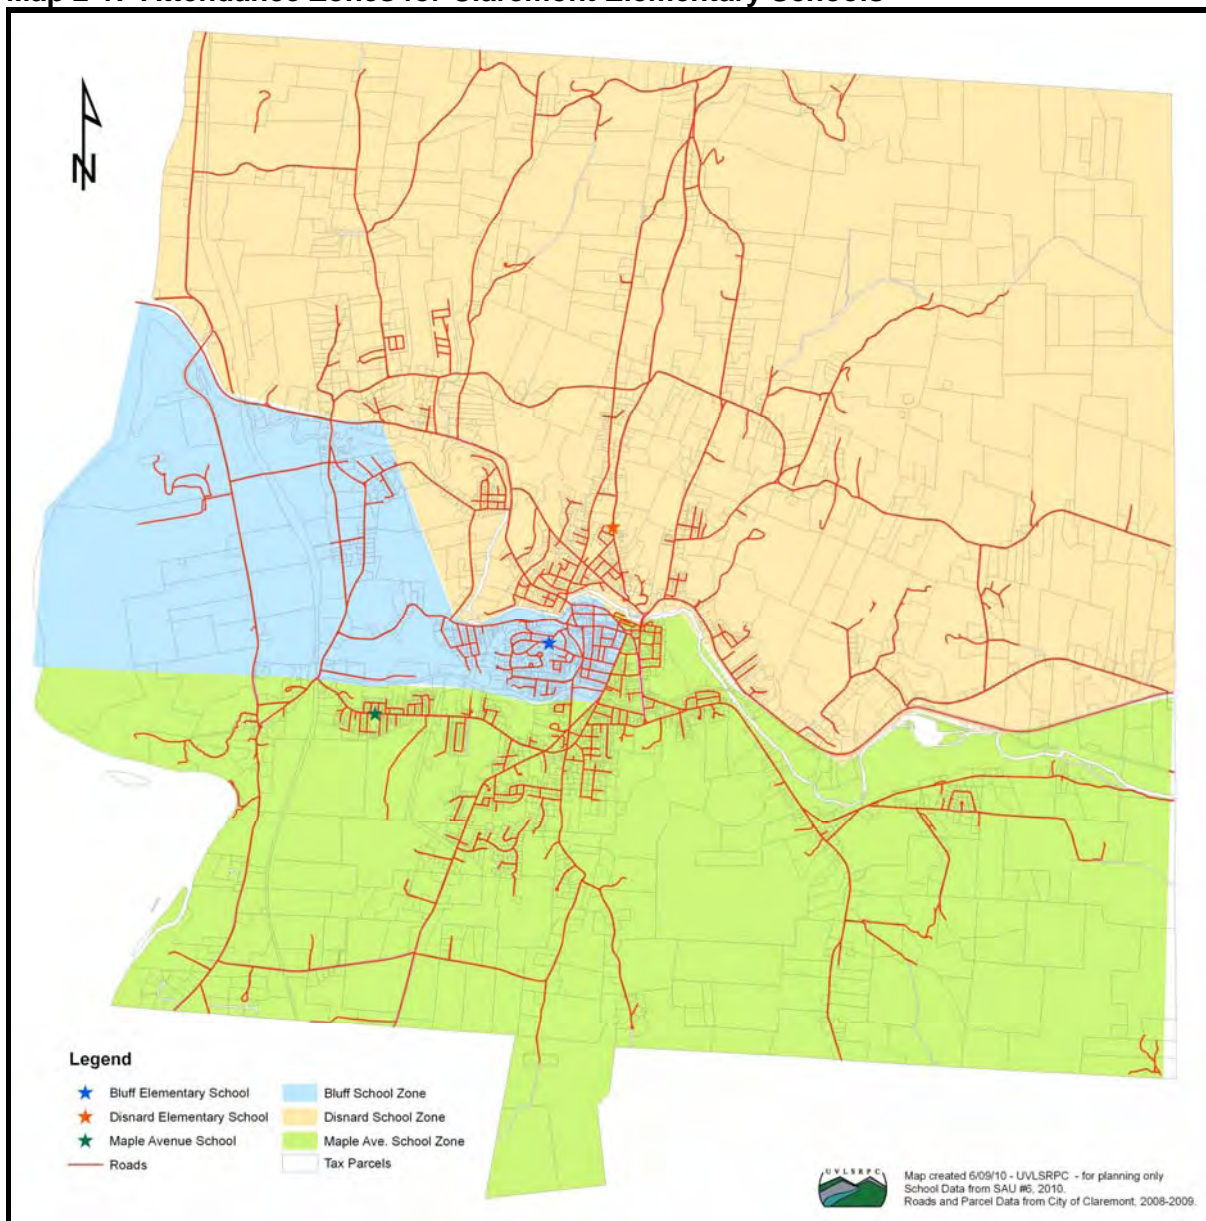 N
Legend
Bluff Elementary School
Disnard Elementary School
Maple Avenue School
Roads
Bluff School Zone
Disnard School Zone
Maple Ave. School Zone
Tax Parcels
UVLSRPC
Map created 6/09/10 - UVLSRPC - for planning only
School Data from SAU #6, 2010.
Roads and Parcel Data from City of Claremont, 2008-2009.